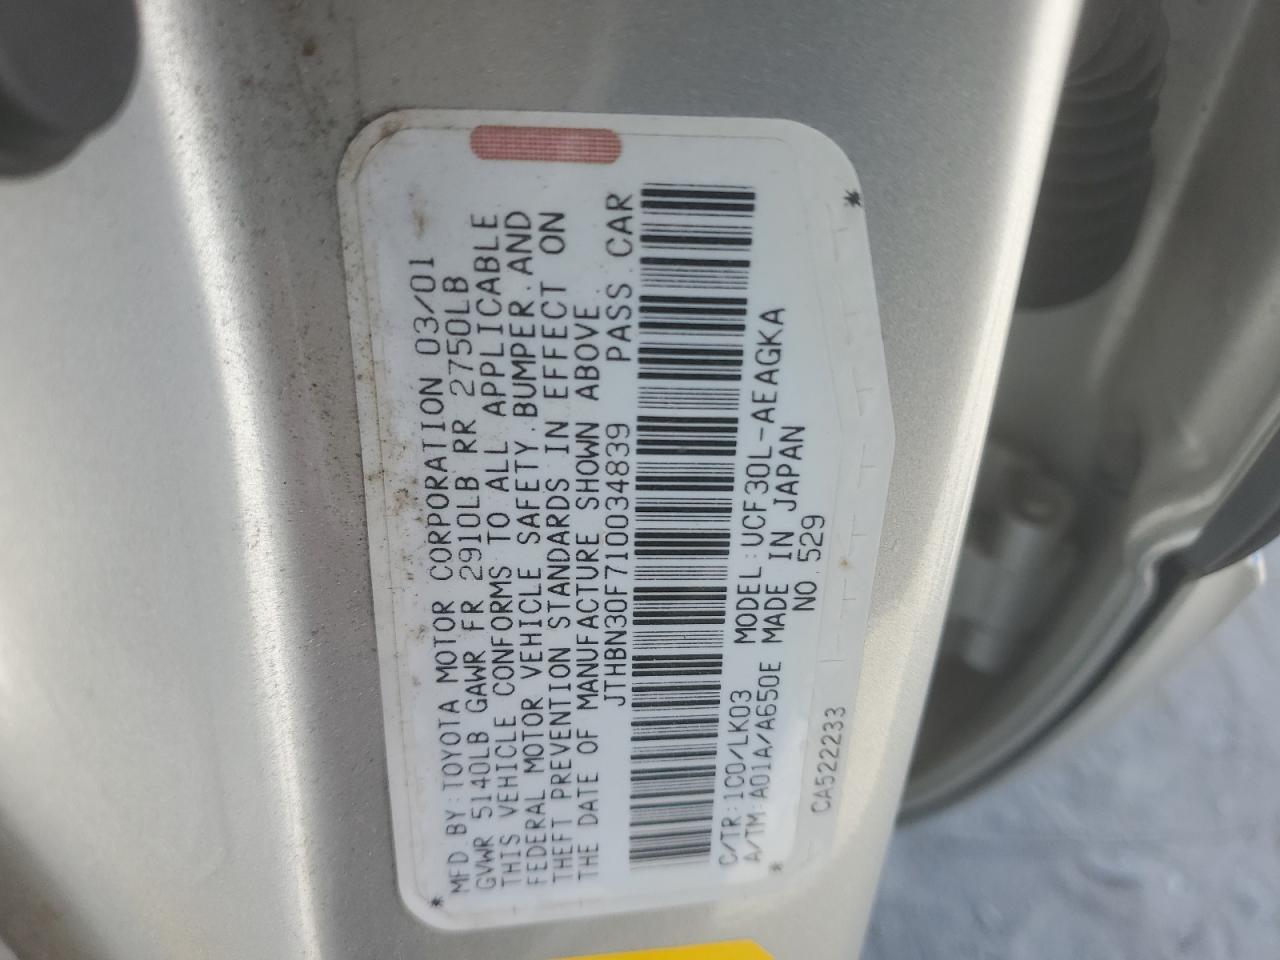 MFD BY:TOYOTA MOTOR CORPORATION 03/01
GVWR 5140LB GAWR FR 2910LB RR 2750LB
THIS VEHICLE CONFORMS TO ALL APPLICABLE
FEDERAL MOTOR VEHICLE SAFETY.BUMPER.AND
THEFT PREVENTION STANDARDS IN EFFECT ON
THE DATE OF MANUFACTURE SHOWN ABOVE
JTHBN30F710034839 PASS.CAR
C/TR:1C0/LK03 MODEL:UCF30L-AEAGKA
A/TM:A01A/A650E MADE IN JAPAN
NO 529
CA522233